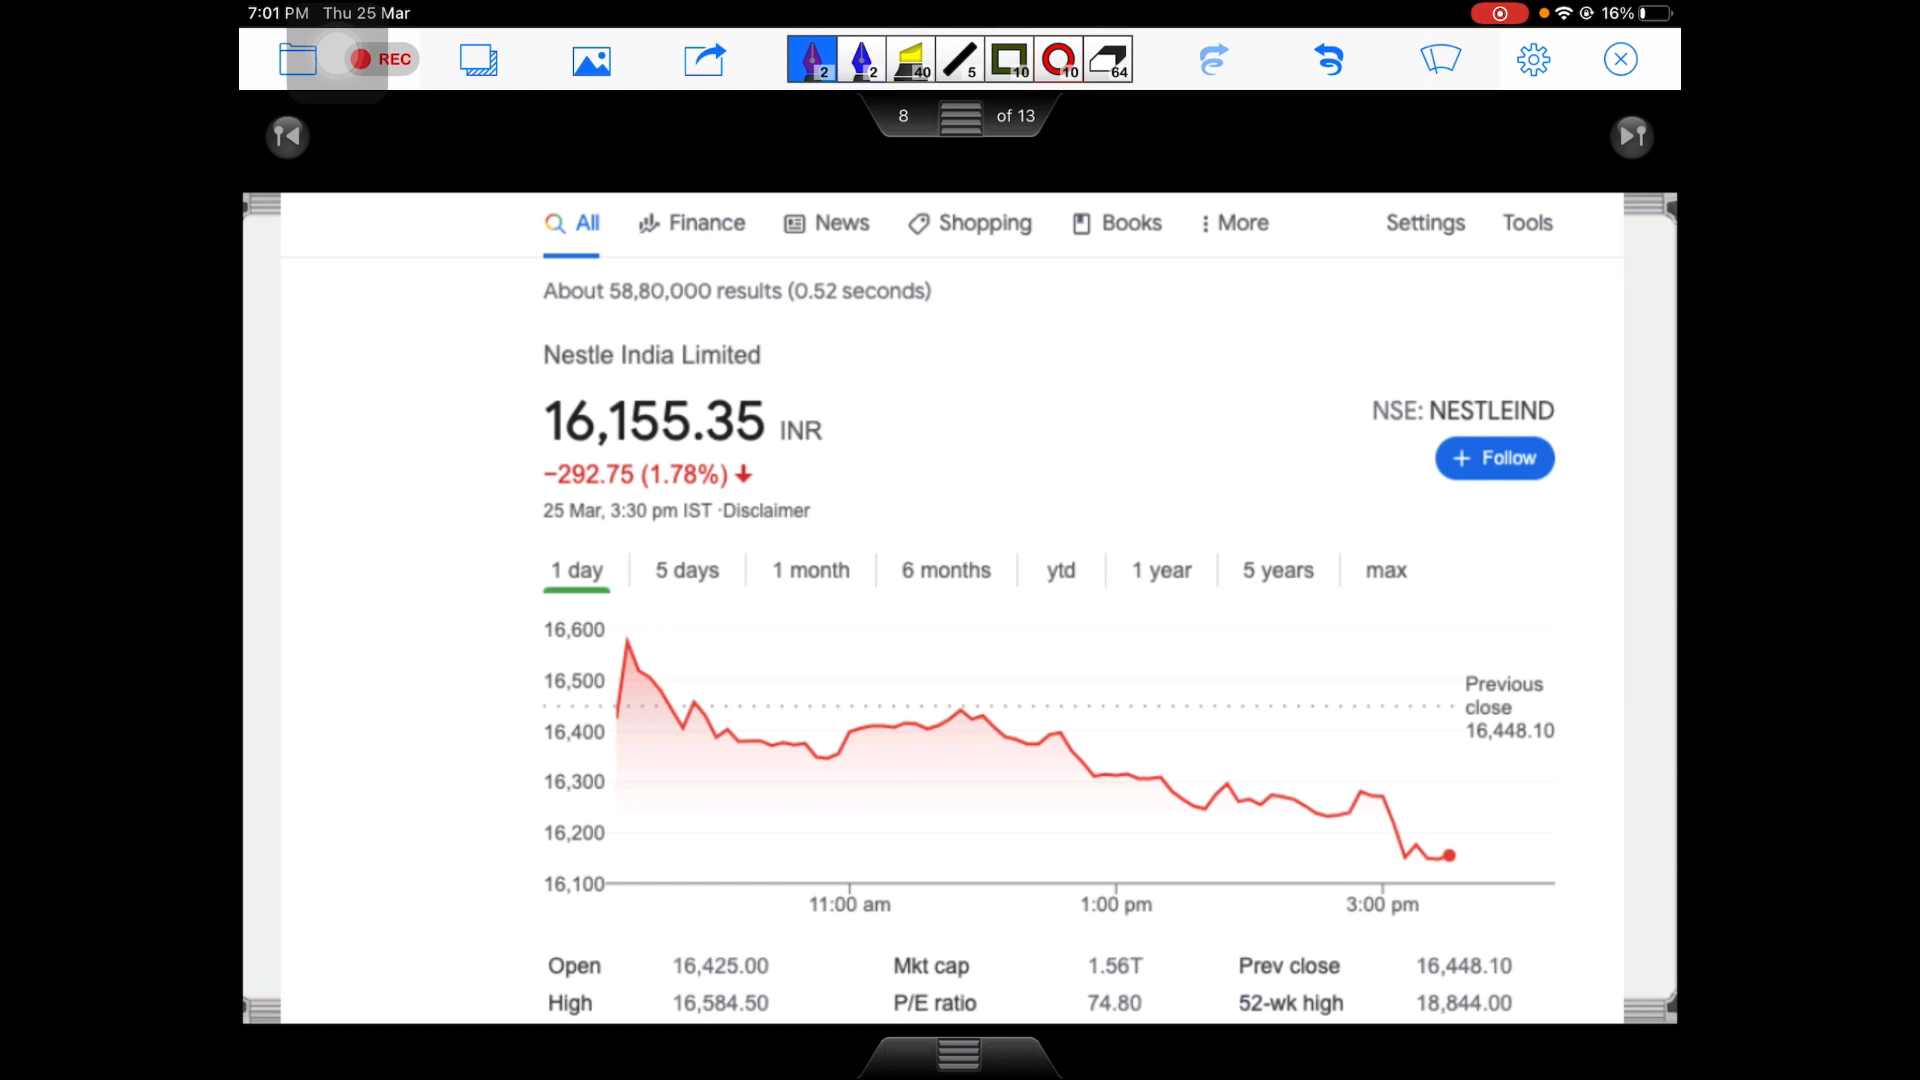 7:01 PM Thu 25 Mar
16%
REC
2 2 40 5 10 10 64
8 of 13
All Finance News Shopping Books More Settings Tools
About 58,80,000 results (0.52 seconds)
Nestle India Limited
16,155.35 INR
NSE: NESTLEIND
−292.75 (1.78%)
+ Follow
25 Mar, 3:30 pm IST ·Disclaimer
1 day 5 days 1 month 6 months ytd 1 year 5 years max
16,600
16,500
16,400
16,300
16,200
16,100
Previous
close
16,448.10
11:00 am 1:00 pm 3:00 pm
Open 16,425.00 Mkt cap 1.56T Prev close 16,448.10
High 16,584.50 P/E ratio 74.80 52-wk high 18,844.00